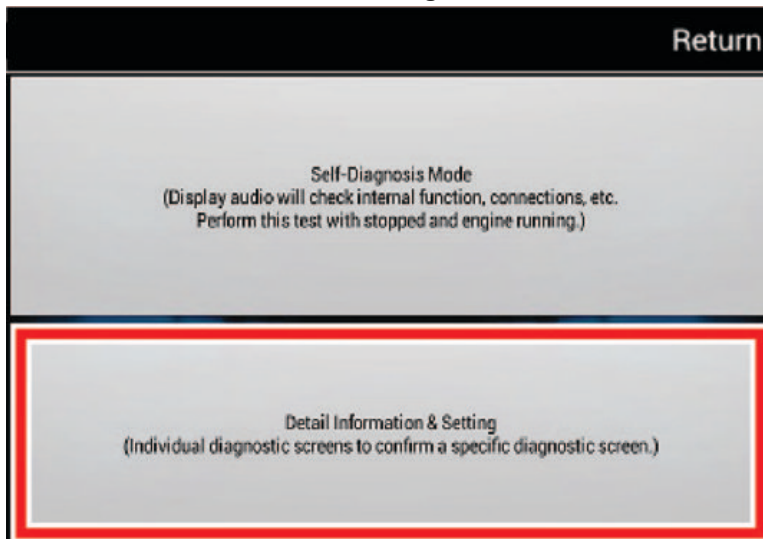 Return
Self-Diagnosis Mode
(Display audio will check internal function, connections, etc.
Perform this test with stopped and engine running.)
Detail Information & Setting
(Individual diagnostic screens to confirm a specific diagnostic screen.)